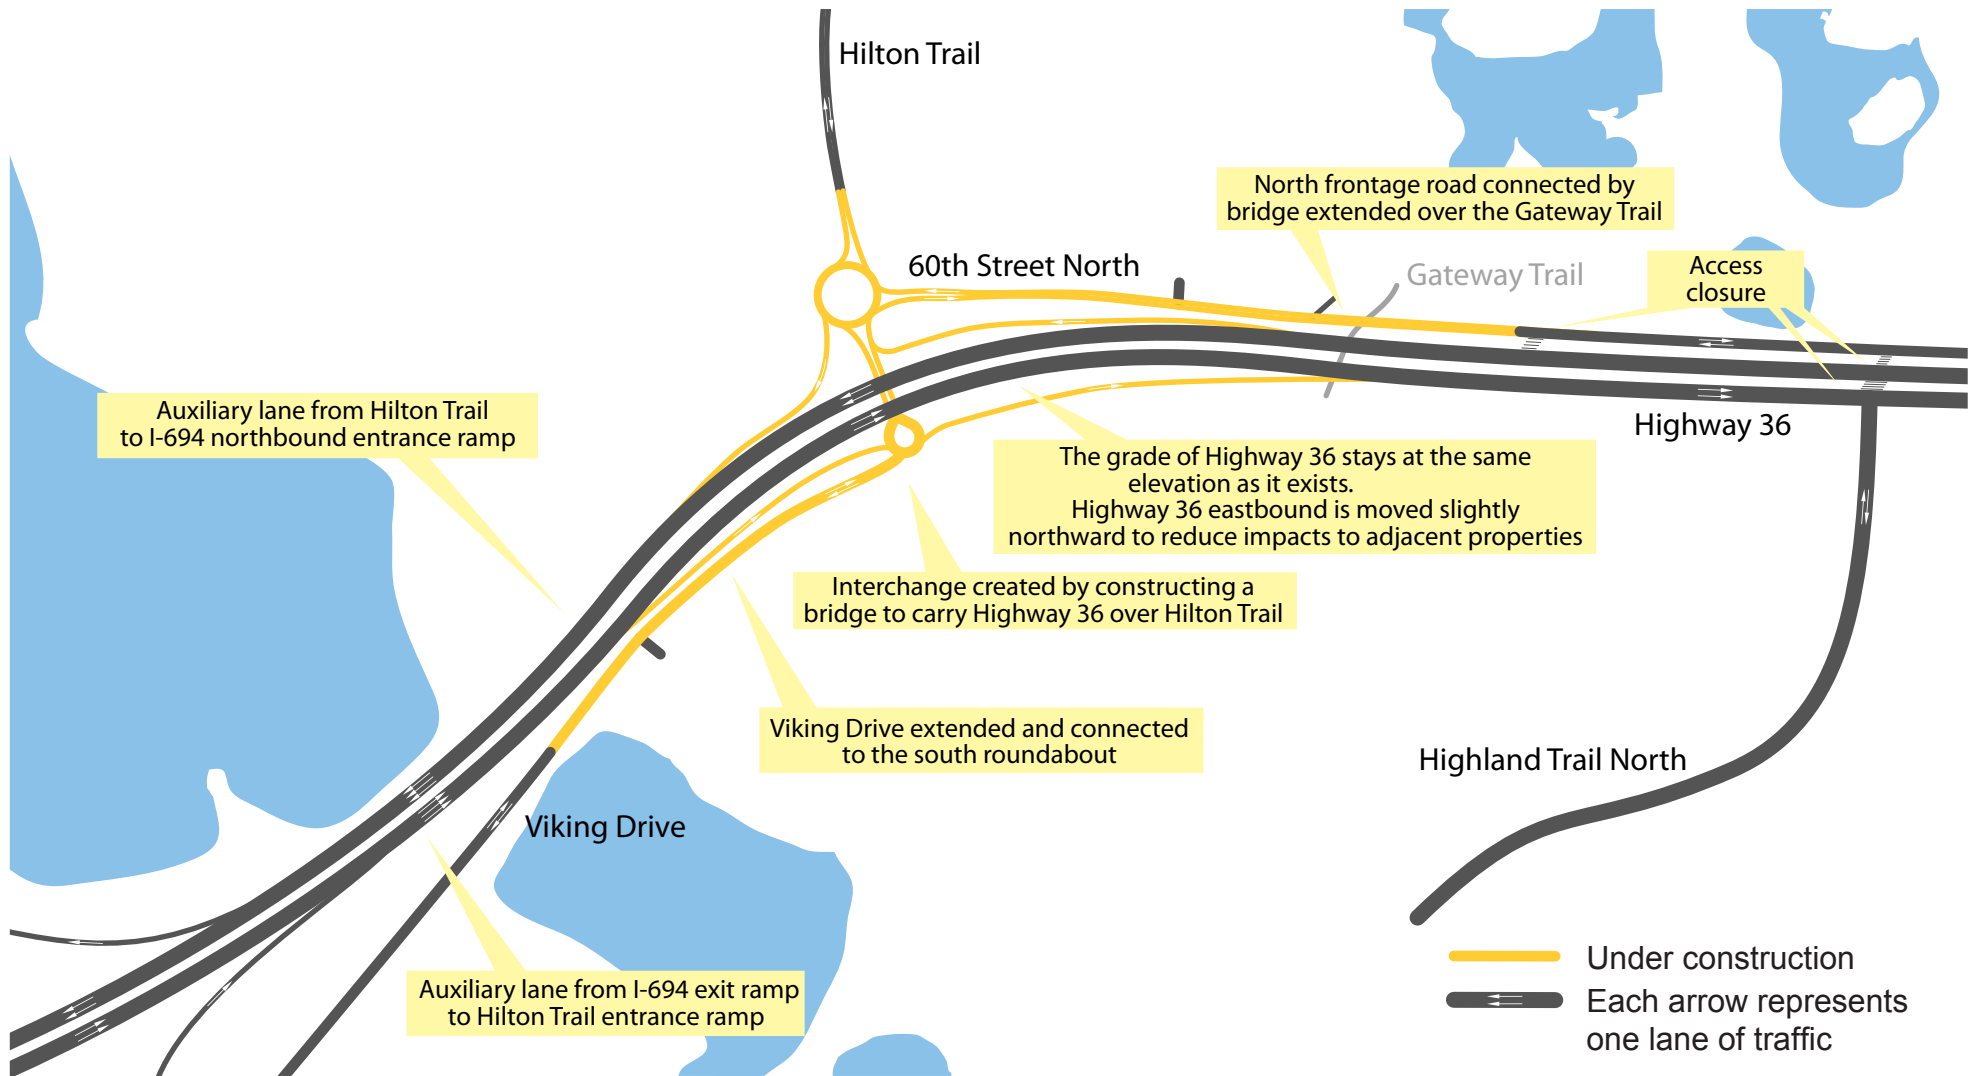 Hilton Trail
North frontage road connected by
bridge extended over the Gateway Trail
60th Street North
Gateway Trail
Access
closure
Auxiliary lane from Hilton Trail
to I-694 northbound entrance ramp
Highway 36
The grade of Highway 36 stays at the same
elevation as it exists.
Highway 36 eastbound is moved slightly
northward to reduce impacts to adjacent properties
Interchange created by constructing a
bridge to carry Highway 36 over Hilton Trail
Viking Drive extended and connected
to the south roundabout
Highland Trail North
Viking Drive
Auxiliary lane from I-694 exit ramp
to Hilton Trail entrance ramp
Under construction
Each arrow represents
one lane of traffic